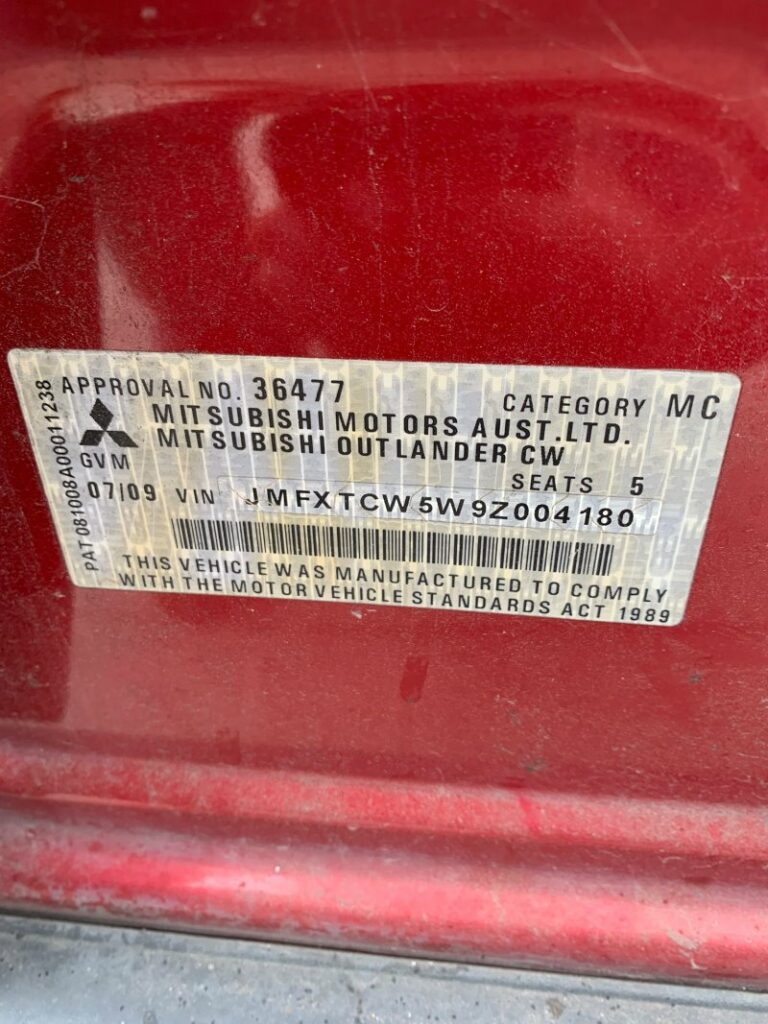 APPROVAL NO. 36477 CATEGORY MC
MITSUBISHI MOTORS AUST.LTD.
MITSUBISHI OUTLANDER CW
GVM SEATS 5
07/09 VIN JMFXTCW5W9Z004180
THIS VEHICLE WAS MANUFACTURED TO COMPLY
WITH THE MOTOR VEHICLE STANDARDS ACT 1989
PAT 081008A00011238